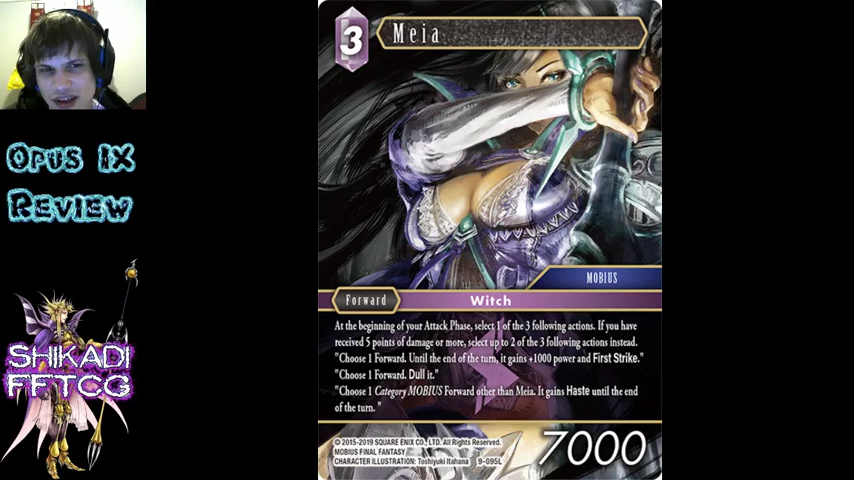 Opus IX
Review
SHIKADI
FFTCG
3
Meia
MOBIUS
Forward
Witch
At the beginning of your Attack Phase, select 1 of the 3 following actions. If you have
received 5 points of damage or more, select up to 2 of the 3 following actions instead.
"Choose 1 Forward. Until the end of the turn, it gains +1000 power and First Strike."
"Choose 1 Forward. Dull it."
"Choose 1 Category MOBIUS Forward other than Meia. It gains Haste until the end
of the turn. "
© 2015-2019 SQUARE ENIX CO., LTD. All Rights Reserved.
MOBIUS FINAL FANTASY
CHARACTER ILLUSTRATION: Toshiyuki Itahana
9-095L
7000